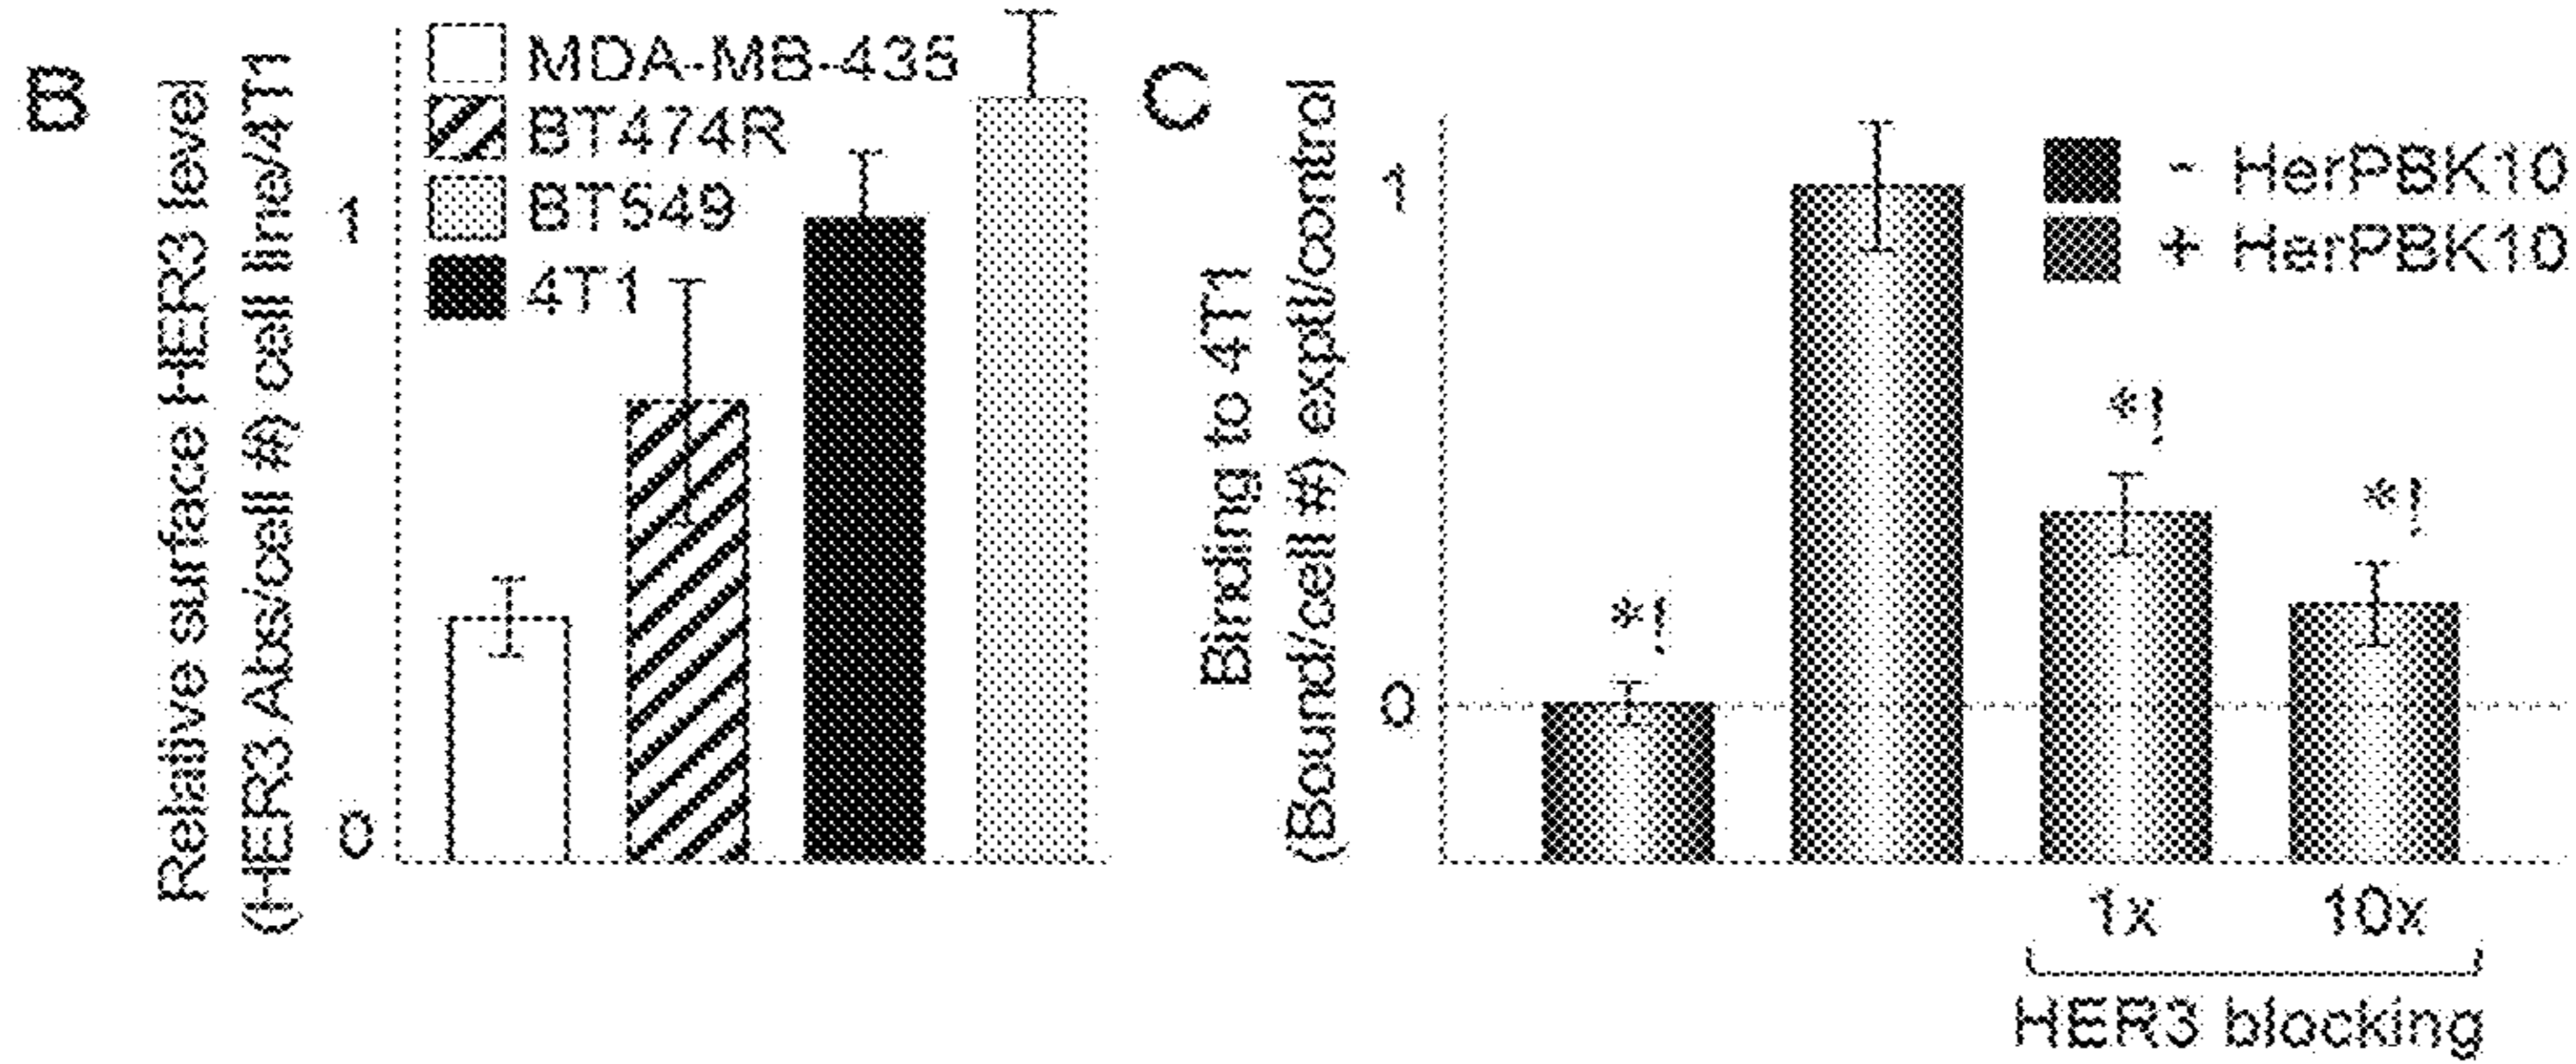 B
Relative surface HER3 level
(HER3 Abs/cell #) cell line/4T1
1
0
MDA-MB-435
BT474R
BT549
4T1
C
Binding to 4T1
(Bound/cell #) exptl/control
1
0
- HerPBK10
+ HerPBK10
*!
*!
*!
1x 10x
HER3 blocking